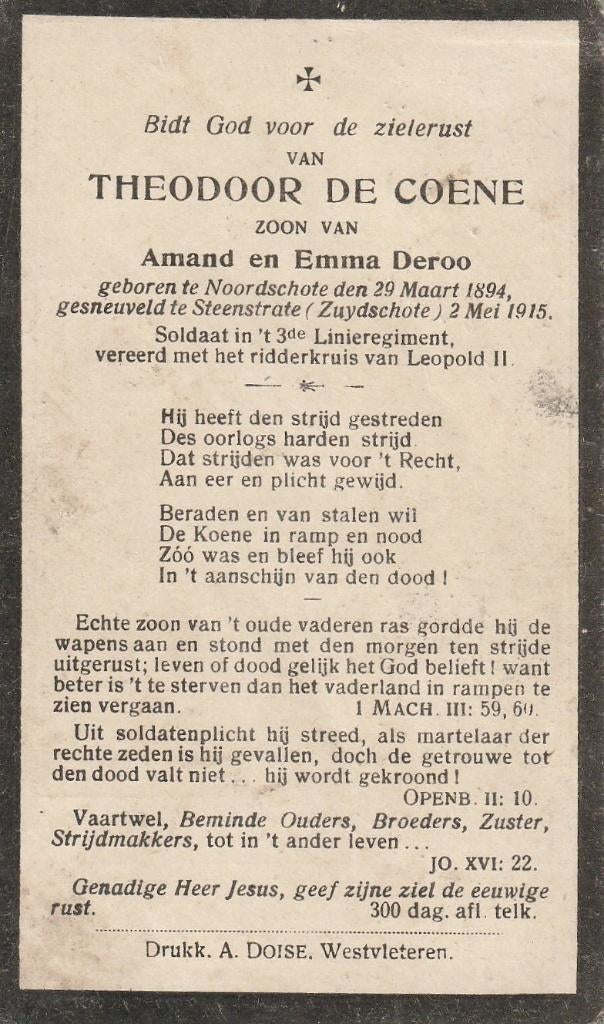 Bidt God voor de zielerust
VAN
THEODOOR DE COENE
ZOON VAN
Amand en Emma Deroo
geboren te Noordschote den 29 Maart 1894,
gesneuveld te Steenstrate (Zuydschote) 2 Mei 1915.
Soldaat in 't 3de Linieregiment,
vereerd met het ridderkruis van Leopold II.
Hij heeft den strijd gestreden
Des oorlogs harden strijd
Dat strijden was voor 't Recht,
Aan eer en plicht gewijd.
Beraden en van stalen wil
De Koene in ramp en nood
Zóó was en bleef hij ook
In 't aanschijn van den dood !
Echte zoon van 't oude vaderen ras gordde hij de
wapens aan en stond met den morgen ten strijde
uitgerust; leven of dood gelijk het God belieft! want
beter is 't te sterven dan het vaderland in rampen te
zien vergaan. 1 MACH. III: 59, 60.
Uit soldatenplicht hij streed, als martelaar der
rechte zeden is hij gevallen, doch de getrouwe tot
den dood valt niet... hij wordt gekroond !
OPENB. II: 10.
Vaartwel, Beminde Ouders, Broeders, Zuster,
Strijdmakkers, tot in 't ander leven...
JO. XVI: 22.
Genadige Heer Jesus, geef zijne ziel de eeuwige
rust. 300 dag. afl. telk.
Drukk. A. DOISE, Westvleteren.